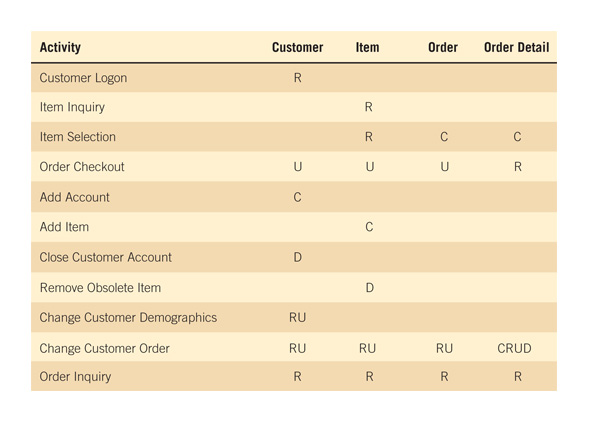 Activity Customer Item Order Order Detail
Customer Logon R
Item Inquiry R
Item Selection R C C
Order Checkout U U U R
Add Account C
Add Item C
Close Customer Account D
Remove Obsolete Item D
Change Customer Demographics RU
Change Customer Order RU RU RU CRUD
Order Inquiry R R R R